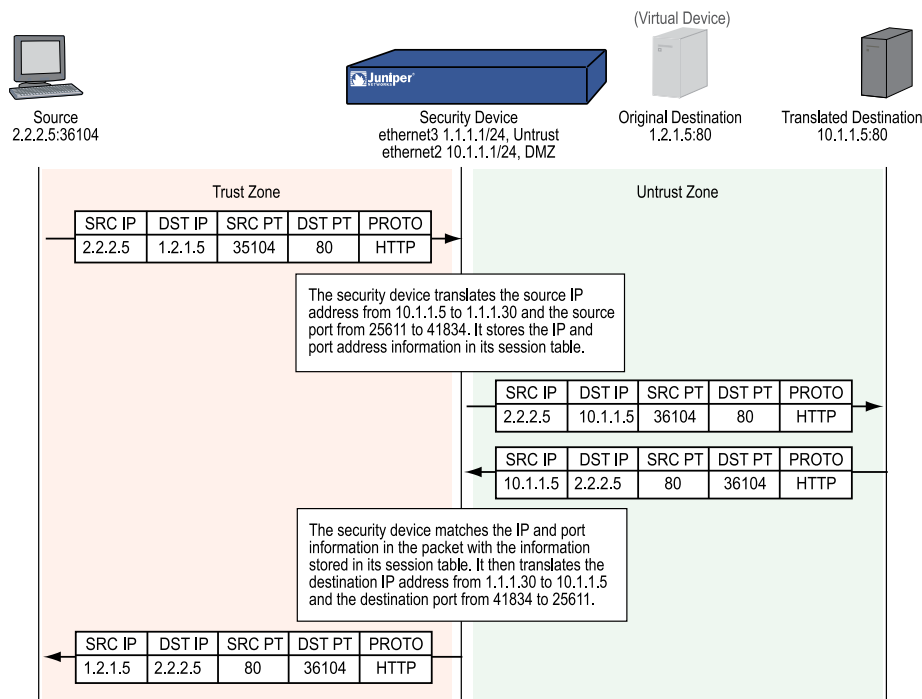 (Virtual Device)
Juniper
NETWORKS
Source
2.2.2.5:36104
Security Device
ethernet3 1.1.1.1/24, Untrust
ethernet2 10.1.1.1/24, DMZ
Original Destination
1.2.1.5:80
Translated Destination
10.1.1.5:80
Trust Zone
Untrust Zone
SRC IP DST IP SRC PT DST PT PROTO
2.2.2.5 1.2.1.5 35104 80 HTTP
The security device translates the source IP
address from 10.1.1.5 to 1.1.1.30 and the source
port from 25611 to 41834. It stores the IP and
port address information in its session table.
SRC IP DST IP SRC PT DST PT PROTO
2.2.2.5 10.1.1.5 36104 80 HTTP
SRC IP DST IP SRC PT DST PT PROTO
10.1.1.5 2.2.2.5 80 36104 HTTP
The security device matches the IP and port
information in the packet with the information
stored in its session table. It then translates the
destination IP address from 1.1.1.30 to 10.1.1.5
and the destination port from 41834 to 25611.
SRC IP DST IP SRC PT DST PT PROTO
1.2.1.5 2.2.2.5 80 36104 HTTP